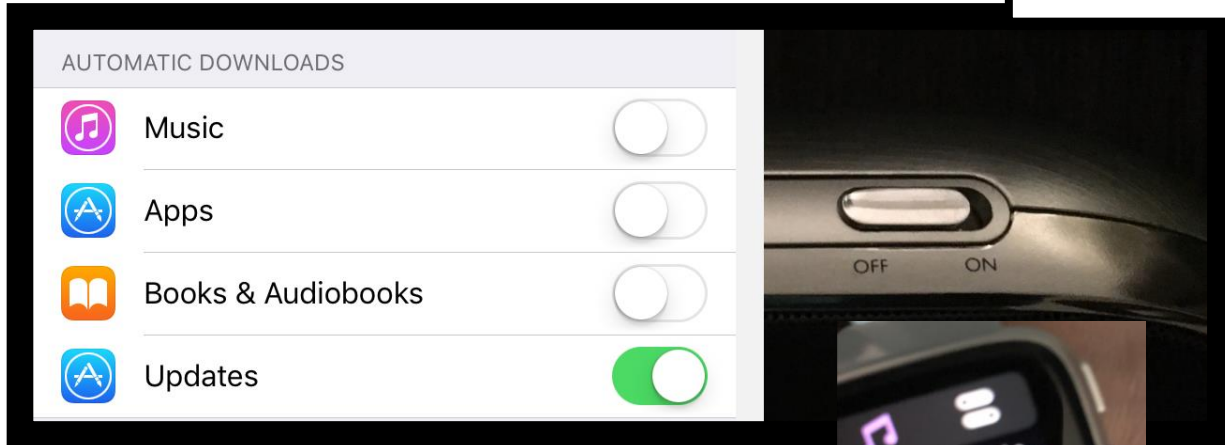 AUTOMATIC DOWNLOADS
Music
Apps
Books & Audiobooks
Updates
OFF ON